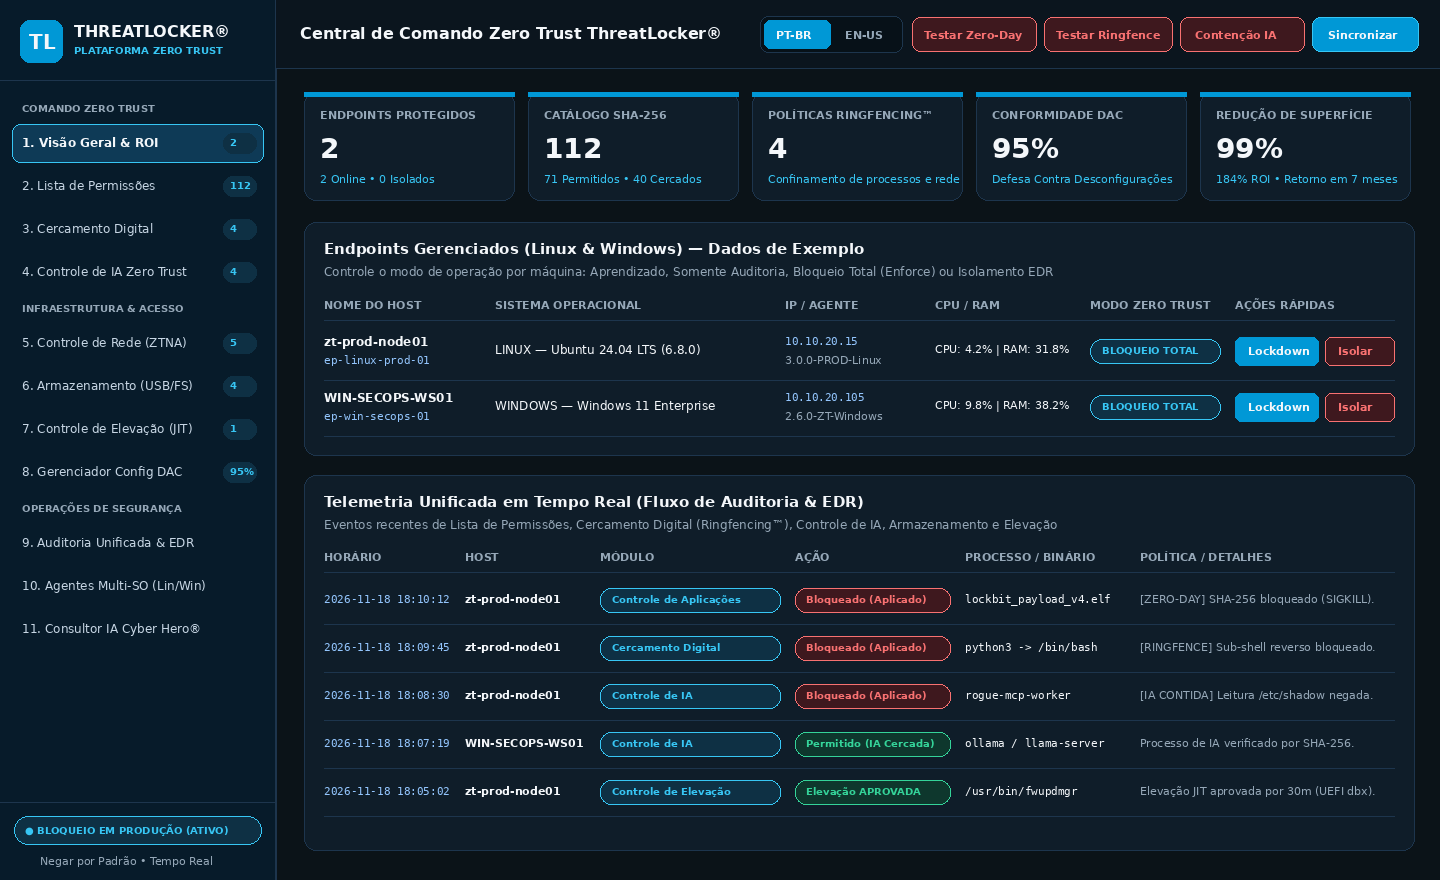 TL
THREATLOCKER®
PLATAFORMA ZERO TRUST
COMANDO ZERO TRUST
1. Visão Geral & ROI 2
2. Lista de Permissões 112
3. Cercamento Digital 4
4. Controle de IA Zero Trust 4
INFRAESTRUTURA & ACESSO
5. Controle de Rede (ZTNA) 5
6. Armazenamento (USB/FS) 4
7. Controle de Elevação (JIT) 1
8. Gerenciador Config DAC 95%
OPERAÇÕES DE SEGURANÇA
9. Auditoria Unificada & EDR
10. Agentes Multi-SO (Lin/Win)
11. Consultor IA Cyber Hero®
● BLOQUEIO EM PRODUÇÃO (ATIVO)
Negar por Padrão • Tempo Real
Central de Comando Zero Trust ThreatLocker®
PT-BR EN-US Testar Zero-Day Testar Ringfence Contenção IA Sincronizar
ENDPOINTS PROTEGIDOS
2
2 Online • 0 Isolados
CATÁLOGO SHA-256
112
71 Permitidos • 40 Cercados
POLÍTICAS RINGFENCING™
4
Confinamento de processos e rede
CONFORMIDADE DAC
95%
Defesa Contra Desconfigurações
REDUÇÃO DE SUPERFÍCIE
99%
184% ROI • Retorno em 7 meses
Endpoints Gerenciados (Linux & Windows) — Dados de Exemplo
Controle o modo de operação por máquina: Aprendizado, Somente Auditoria, Bloqueio Total (Enforce) ou Isolamento EDR
NOME DO HOST SISTEMA OPERACIONAL IP / AGENTE CPU / RAM MODO ZERO TRUST AÇÕES RÁPIDAS
zt-prod-node01 LINUX — Ubuntu 24.04 LTS (6.8.0) 10.10.20.15 CPU: 4.2% | RAM: 31.8% BLOQUEIO TOTAL Lockdown Isolar
ep-linux-prod-01 3.0.0-PROD-Linux
WIN-SECOPS-WS01 WINDOWS — Windows 11 Enterprise 10.10.20.105 CPU: 9.8% | RAM: 38.2% BLOQUEIO TOTAL Lockdown Isolar
ep-win-secops-01 2.6.0-ZT-Windows
Telemetria Unificada em Tempo Real (Fluxo de Auditoria & EDR)
Eventos recentes de Lista de Permissões, Cercamento Digital (Ringfencing™), Controle de IA, Armazenamento e Elevação
HORÁRIO HOST MÓDULO AÇÃO PROCESSO / BINÁRIO POLÍTICA / DETALHES
2026-11-18 18:10:12 zt-prod-node01 Controle de Aplicações Bloqueado (Aplicado) lockbit_payload_v4.elf [ZERO-DAY] SHA-256 bloqueado (SIGKILL).
2026-11-18 18:09:45 zt-prod-node01 Cercamento Digital Bloqueado (Aplicado) python3 -> /bin/bash [RINGFENCE] Sub-shell reverso bloqueado.
2026-11-18 18:08:30 zt-prod-node01 Controle de IA Bloqueado (Aplicado) rogue-mcp-worker [IA CONTIDA] Leitura /etc/shadow negada.
2026-11-18 18:07:19 WIN-SECOPS-WS01 Controle de IA Permitido (IA Cercada) ollama / llama-server Processo de IA verificado por SHA-256.
2026-11-18 18:05:02 zt-prod-node01 Controle de Elevação Elevação APROVADA /usr/bin/fwupdmgr Elevação JIT aprovada por 30m (UEFI dbx).